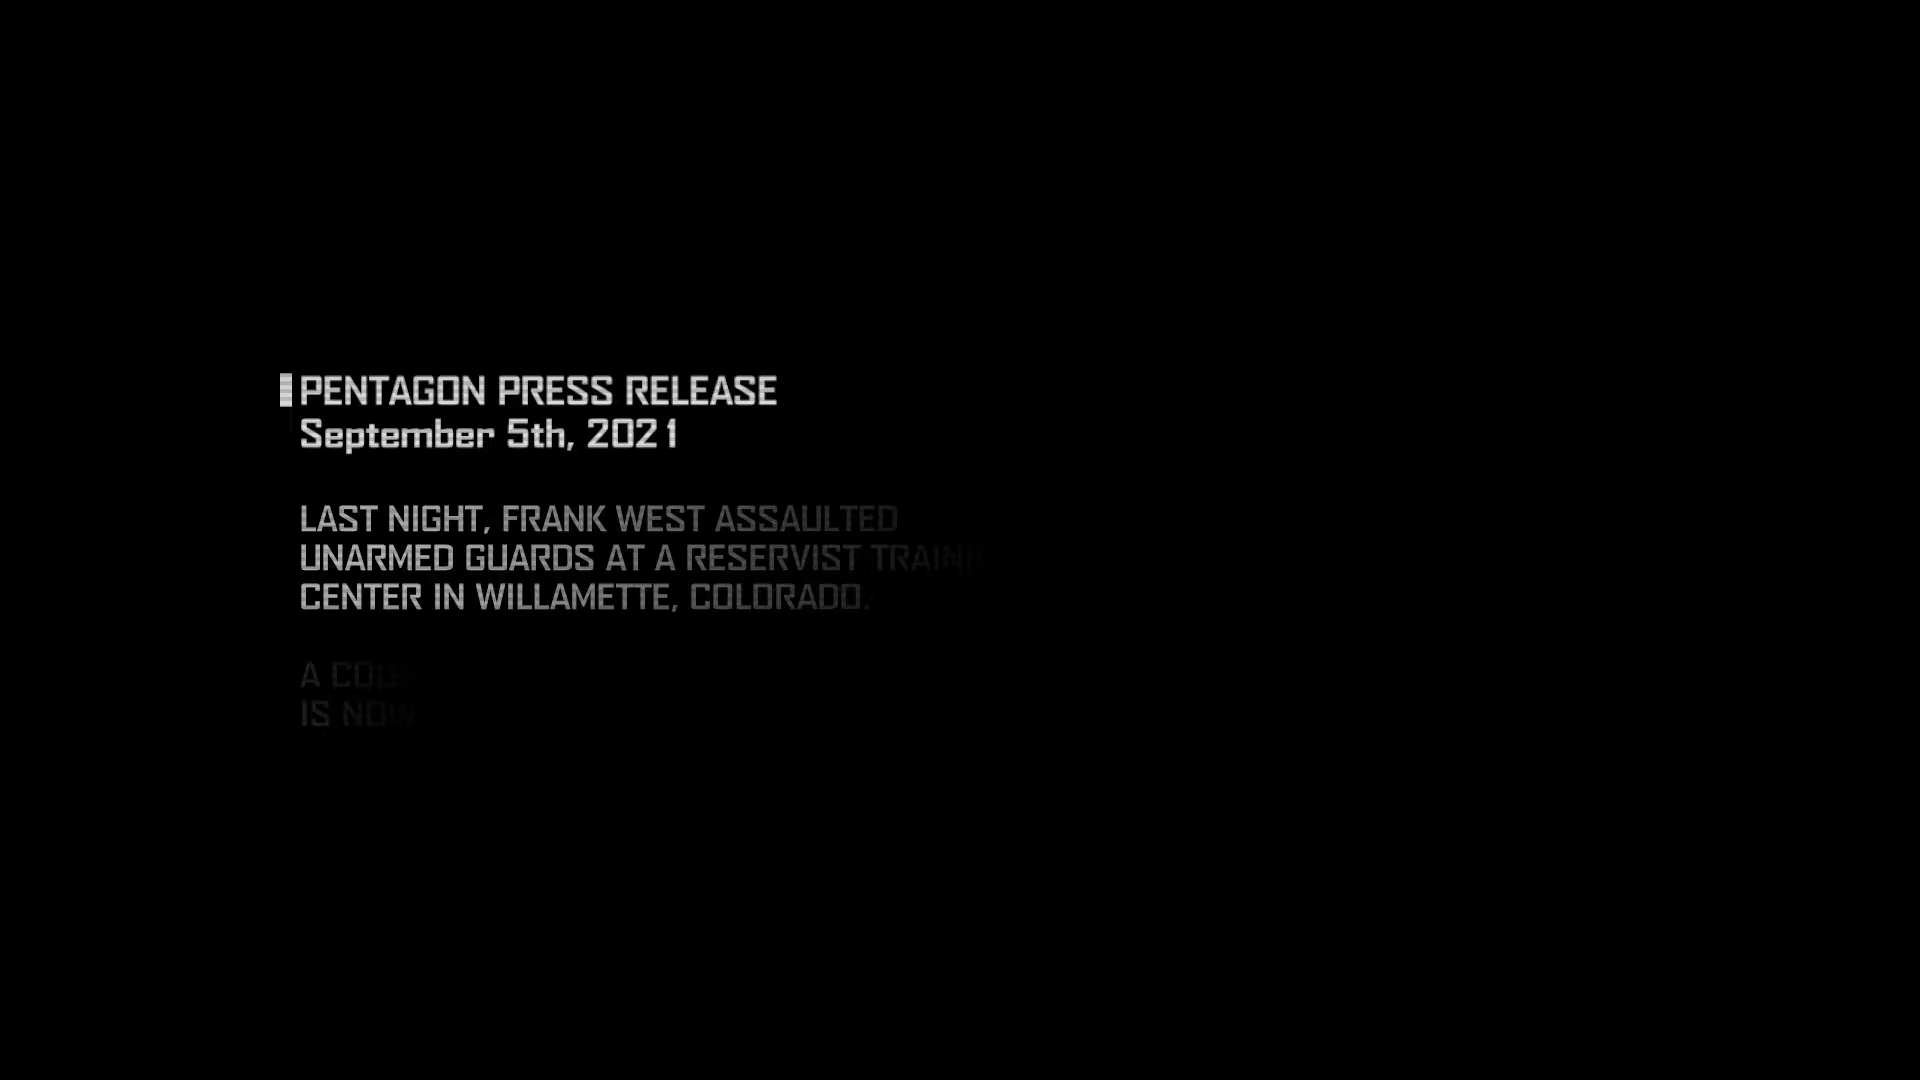 PENTAGON PRESS RELEASE
September 5th, 2021
LAST NIGHT, FRANK WEST ASSAULTED
UNARMED GUARDS AT A RESERVIST
CENTER IN WILLAMETTE, COLORADO.
A
IS NOW